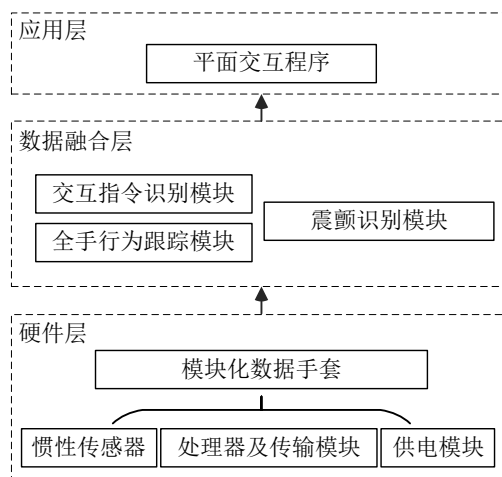 应用层
平面交互程序
数据融合层
交互指令识别模块
全手行为跟踪模块
震颤识别模块
硬件层
模块化数据手套
惯性传感器
处理器及传输模块
供电模块